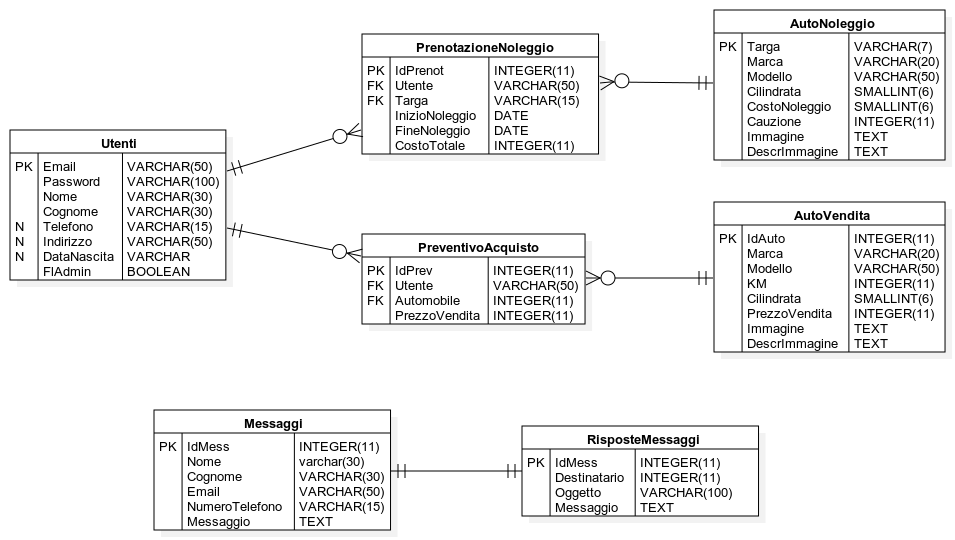 AutoNoleggio
PK Targa VARCHAR(7)
Marca VARCHAR(20)
Modello VARCHAR(50)
Cilindrata SMALLINT(6)
CostoNoleggio SMALLINT(6)
Cauzione INTEGER(11)
Immagine TEXT
DescrImmagine TEXT
PrenotazioneNoleggio
PK IdPrenot INTEGER(11)
FK Utente VARCHAR(50)
FK Targa VARCHAR(15)
InizioNoleggio DATE
FineNoleggio DATE
CostoTotale INTEGER(11)
Utenti
PK Email VARCHAR(50)
Password VARCHAR(100)
Nome VARCHAR(30)
Cognome VARCHAR(30)
N Telefono VARCHAR(15)
N Indirizzo VARCHAR(50)
N DataNascita VARCHAR
FlAdmin BOOLEAN
AutoVendita
PK IdAuto INTEGER(11)
Marca VARCHAR(20)
Modello VARCHAR(50)
KM INTEGER(11)
Cilindrata SMALLINT(6)
PrezzoVendita INTEGER(11)
Immagine TEXT
DescrImmagine TEXT
PreventivoAcquisto
PK IdPrev INTEGER(11)
FK Utente VARCHAR(50)
FK Automobile INTEGER(11)
PrezzoVendita INTEGER(11)
Messaggi
PK IdMess INTEGER(11)
Nome varchar(30)
Cognome VARCHAR(30)
Email VARCHAR(50)
NumeroTelefono VARCHAR(15)
Messaggio TEXT
RisposteMessaggi
PK IdMess INTEGER(11)
Destinatario INTEGER(11)
Oggetto VARCHAR(100)
Messaggio TEXT